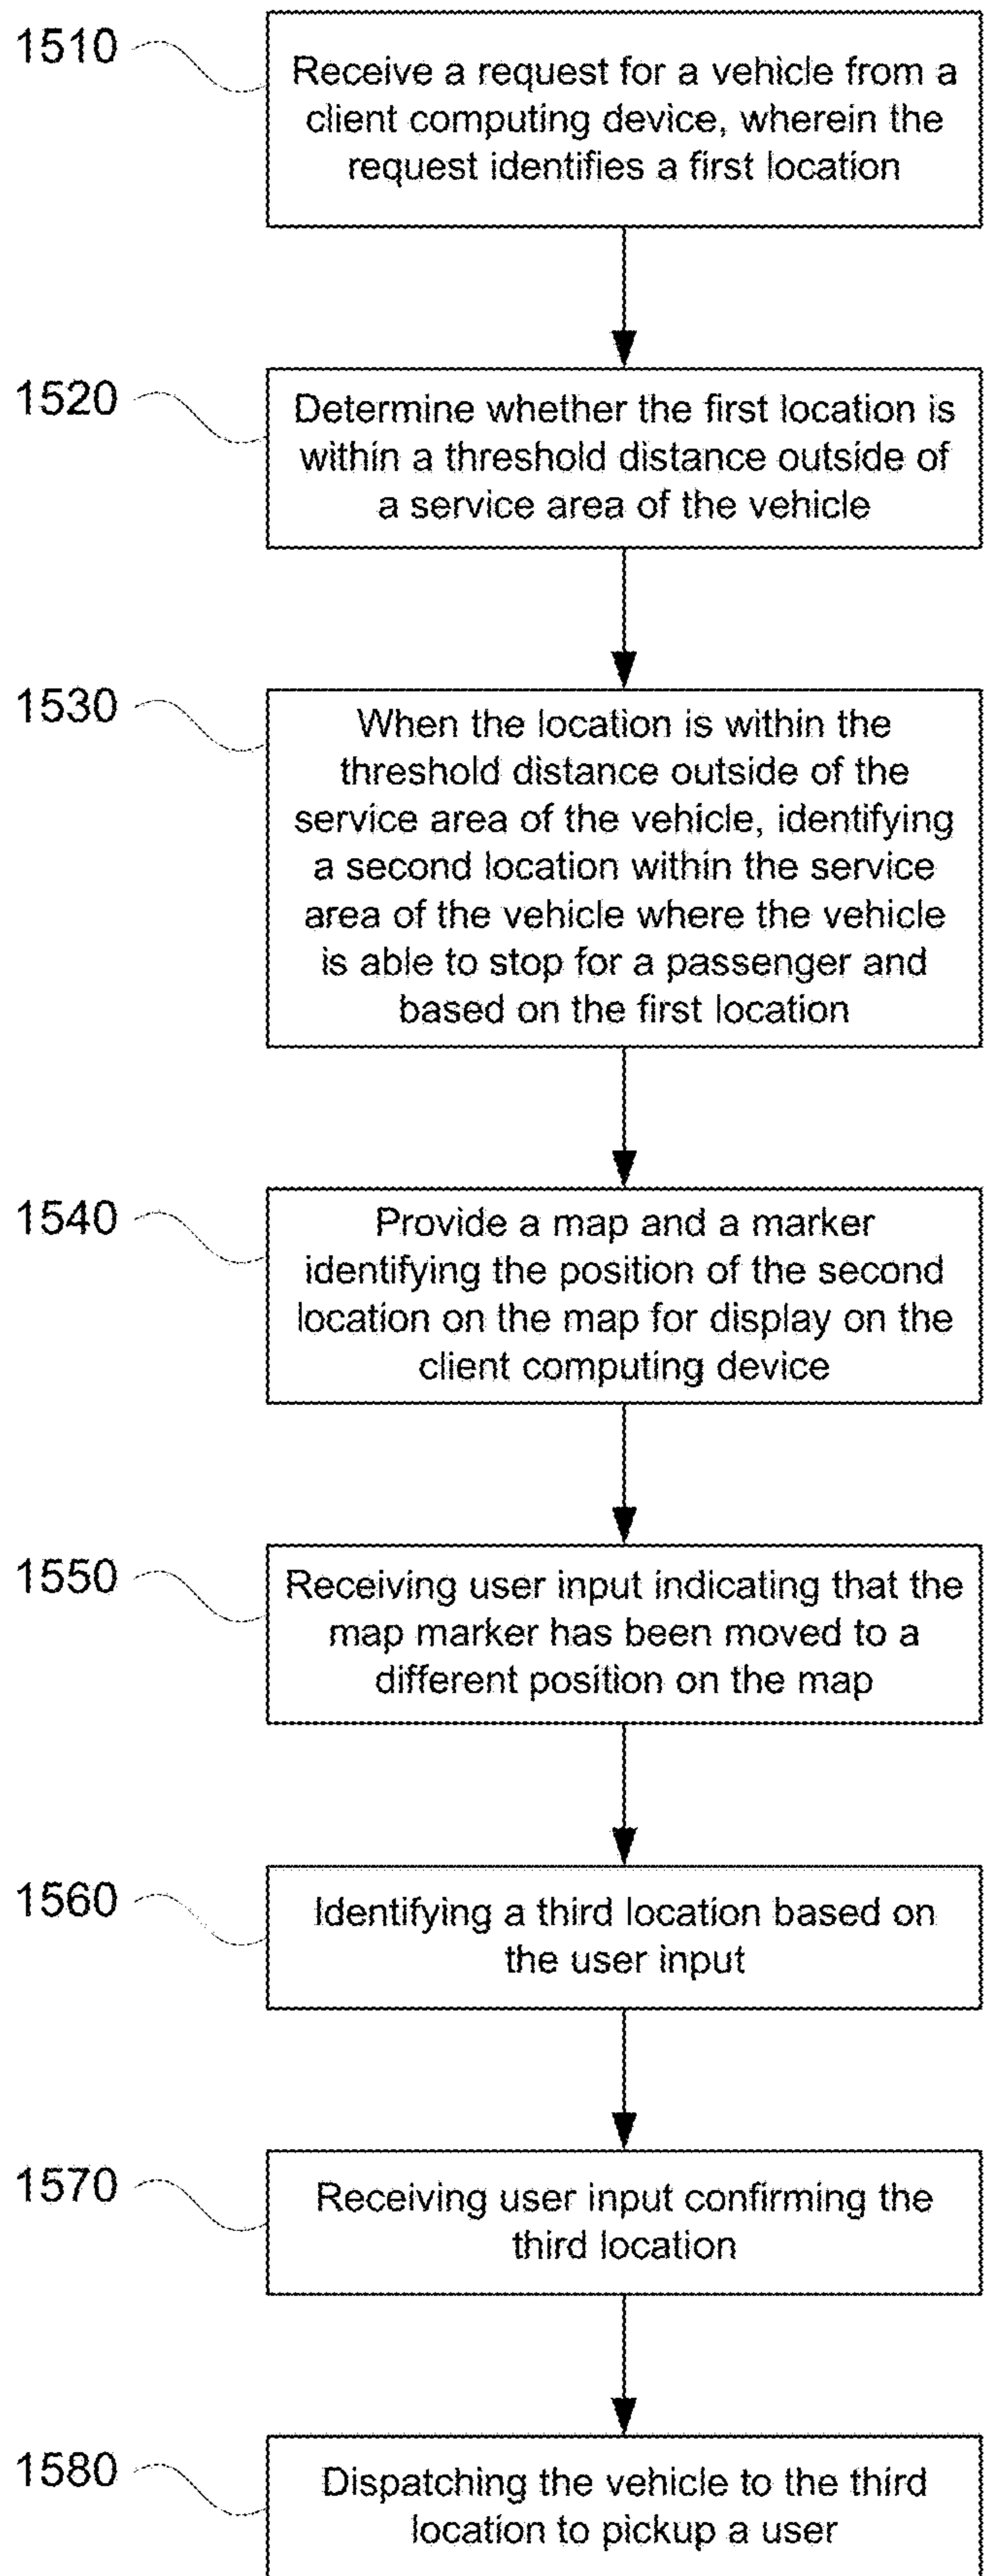 1510
Receive a request for a vehicle from a
client computing device, wherein the
request identifies a first location
1520
Determine whether the first location is
within a threshold distance outside of
a service area of the vehicle
1530
When the location is within the
threshold distance outside of the
service area of the vehicle, identifying
a second location within the service
area of the vehicle where the vehicle
is able to stop for a passenger and
based on the first location
1540
Provide a map and a marker
identifying the position of the second
location on the map for display on the
client computing device
1550
Receiving user input indicating that the
map marker has been moved to a
different position on the map
1560
Identifying a third location based on
the user input
1570
Receiving user input confirming the
third location
1580
Dispatching the vehicle to the third
location to pickup a user